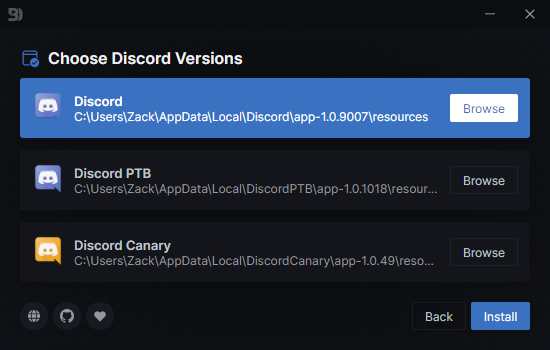 Choose Discord Versions
Discord
C:\Users\Zack\AppData\Local\Discord\app-1.0.9007\resources
Browse
Discord PTB
C:\Users\Zack\AppData\Local\DiscordPTB\app-1.0.1018\resour...
Browse
Discord Canary
C:\Users\Zack\AppData\Local\DiscordCanary\app-1.0.49\reso...
Browse
Back
Install